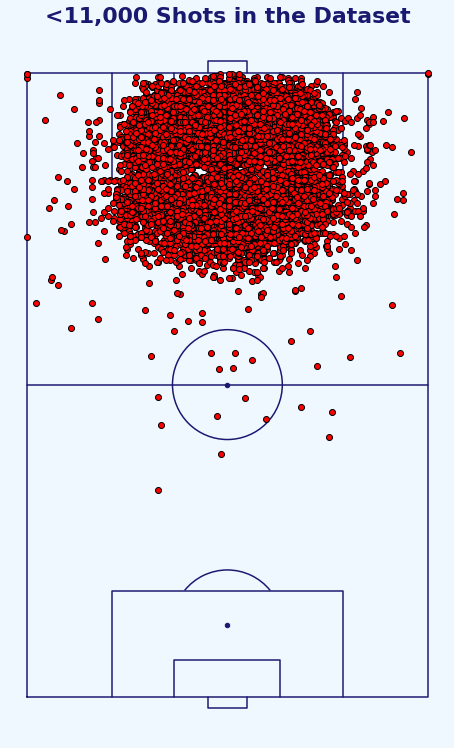 <11,000 Shots in the Dataset